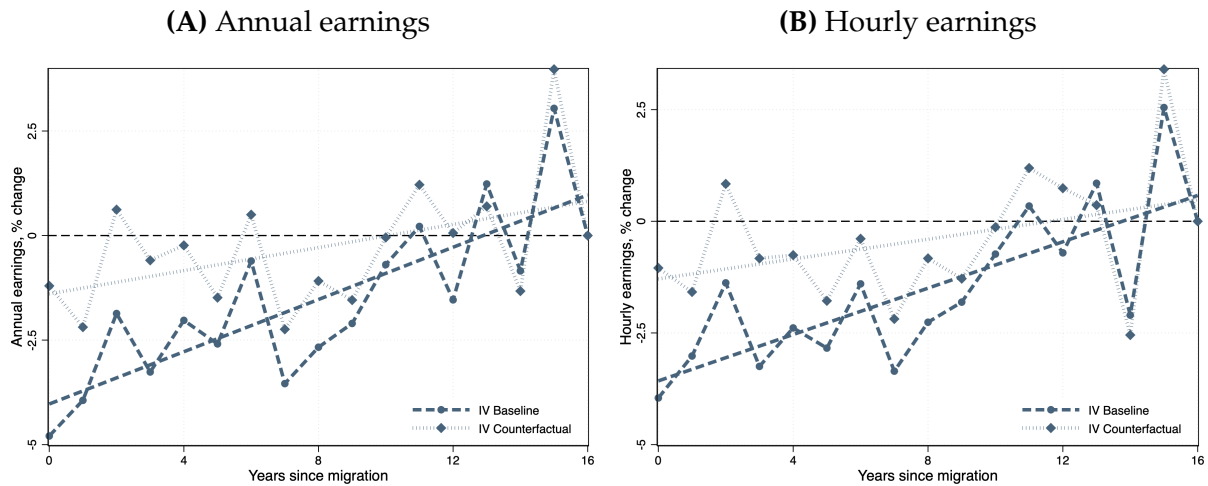 (A) Annual earnings
Annual earnings, % change
2.5
0
-2.5
-5
0 4 8 12 16
Years since migration
IV Baseline
IV Counterfactual
(B) Hourly earnings
Hourly earnings, % change
2.5
0
-2.5
-5
0 4 8 12 16
Years since migration
IV Baseline
IV Counterfactual